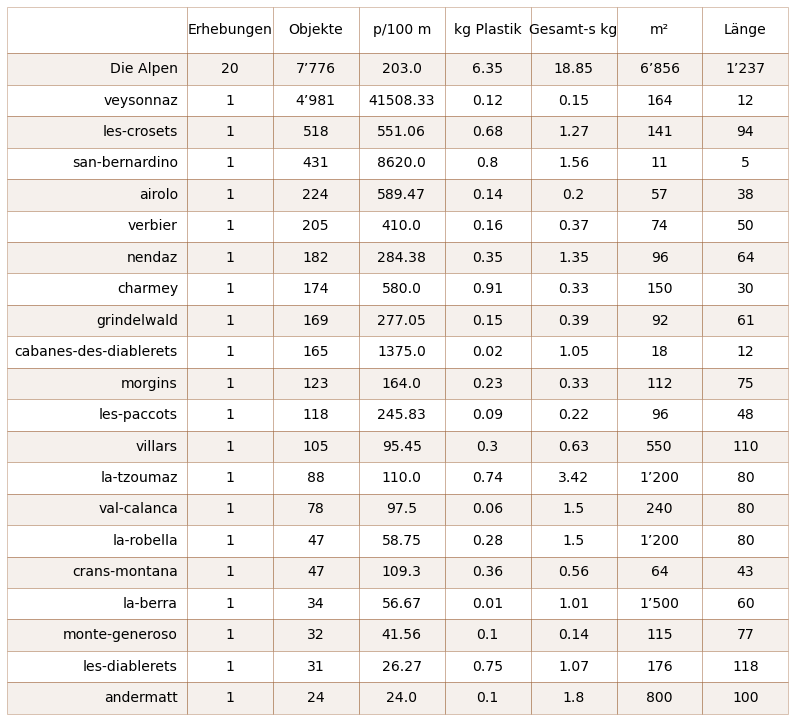 Erhebungen Objekte p/100 m kg Plastik Gesamt-s kg m² Länge
Die Alpen 20 7’776 203.0 6.35 18.85 6’856 1’237
veysonnaz 1 4’981 41508.33 0.12 0.15 164 12
les-crosets 1 518 551.06 0.68 1.27 141 94
san-bernardino 1 431 8620.0 0.8 1.56 11 5
airolo 1 224 589.47 0.14 0.2 57 38
verbier 1 205 410.0 0.16 0.37 74 50
nendaz 1 182 284.38 0.35 1.35 96 64
charmey 1 174 580.0 0.91 0.33 150 30
grindelwald 1 169 277.05 0.15 0.39 92 61
cabanes-des-diablerets 1 165 1375.0 0.02 1.05 18 12
morgins 1 123 164.0 0.23 0.33 112 75
les-paccots 1 118 245.83 0.09 0.22 96 48
villars 1 105 95.45 0.3 0.63 550 110
la-tzoumaz 1 88 110.0 0.74 3.42 1’200 80
val-calanca 1 78 97.5 0.06 1.5 240 80
la-robella 1 47 58.75 0.28 1.5 1’200 80
crans-montana 1 47 109.3 0.36 0.56 64 43
la-berra 1 34 56.67 0.01 1.01 1’500 60
monte-generoso 1 32 41.56 0.1 0.14 115 77
les-diablerets 1 31 26.27 0.75 1.07 176 118
andermatt 1 24 24.0 0.1 1.8 800 100